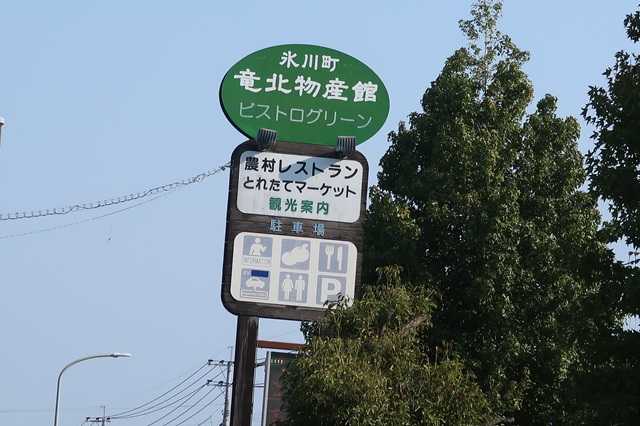 氷川町
竜北物産館
ビストログリーン
農村レストラン
とれたてマーケット
観光案内
駐車場
INFORMATION
P